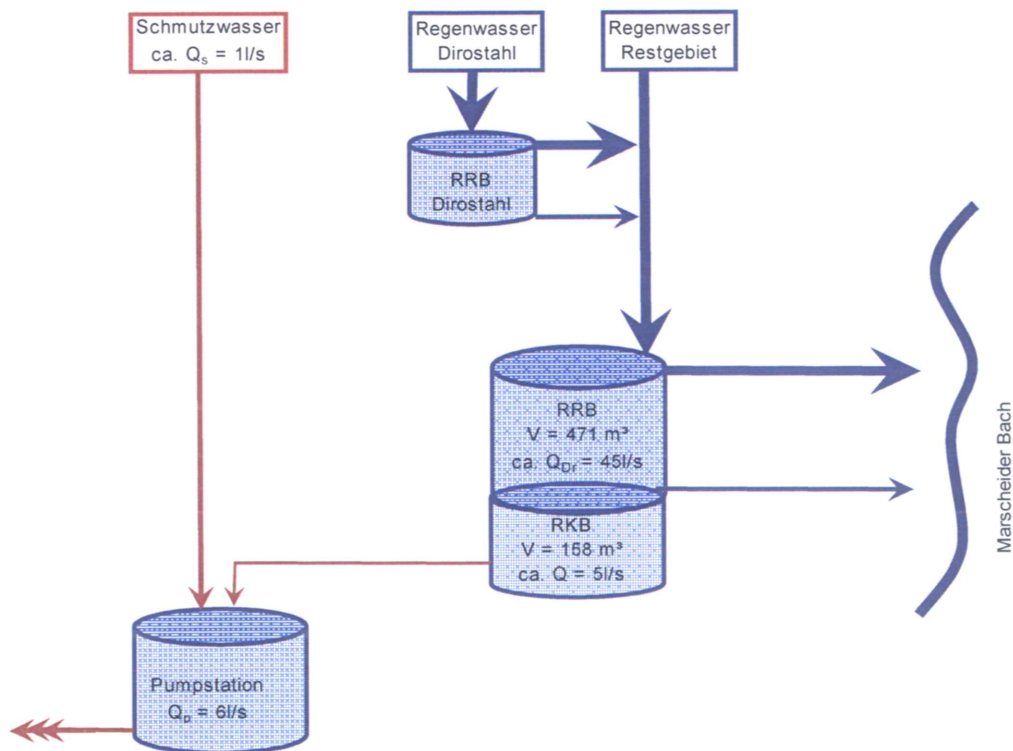 Schmutzwasser
ca. Qs = 1l/s
Regenwasser
Dirostahl
Regenwasser
Restgebiet
RRB
Dirostahl
RRB
V = 471 m³
ca. QDr = 45l/s
RKB
V = 158 m³
ca. Q = 5l/s
Marscheider Bach
Pumpstation
Qp = 6l/s